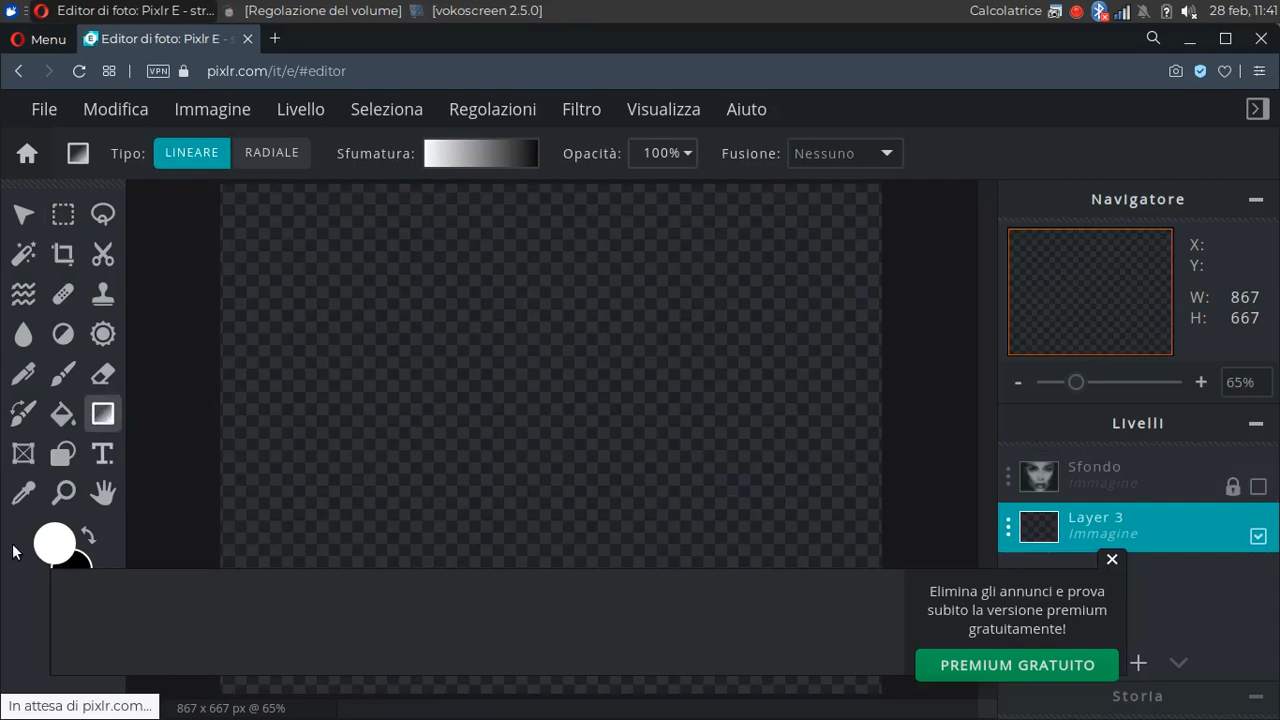 Editor di foto: Pixlr E - str... [Regolazione del volume] [vokoscreen 2.5.0] Calcolatrice 28 feb, 11:41
Menu Editor di foto: Pixlr E - s
VPN pixlr.com/it/e/#editor
File Modifica Immagine Livello Seleziona Regolazioni Filtro Visualizza Aiuto
Tipo: LINEARE RADIALE Sfumatura: Opacità: 100% Fusione: Nessuno
Navigatore
X:
Y:
W: 867
H: 667
- + 65%
Livelli
Sfondo
Immagine
Layer 3
Immagine
Elimina gli annunci e prova
subito la versione premium
gratuitamente!
PREMIUM GRATUITO
Storia
In attesa di pixlr.com... 867 x 667 px @ 65%